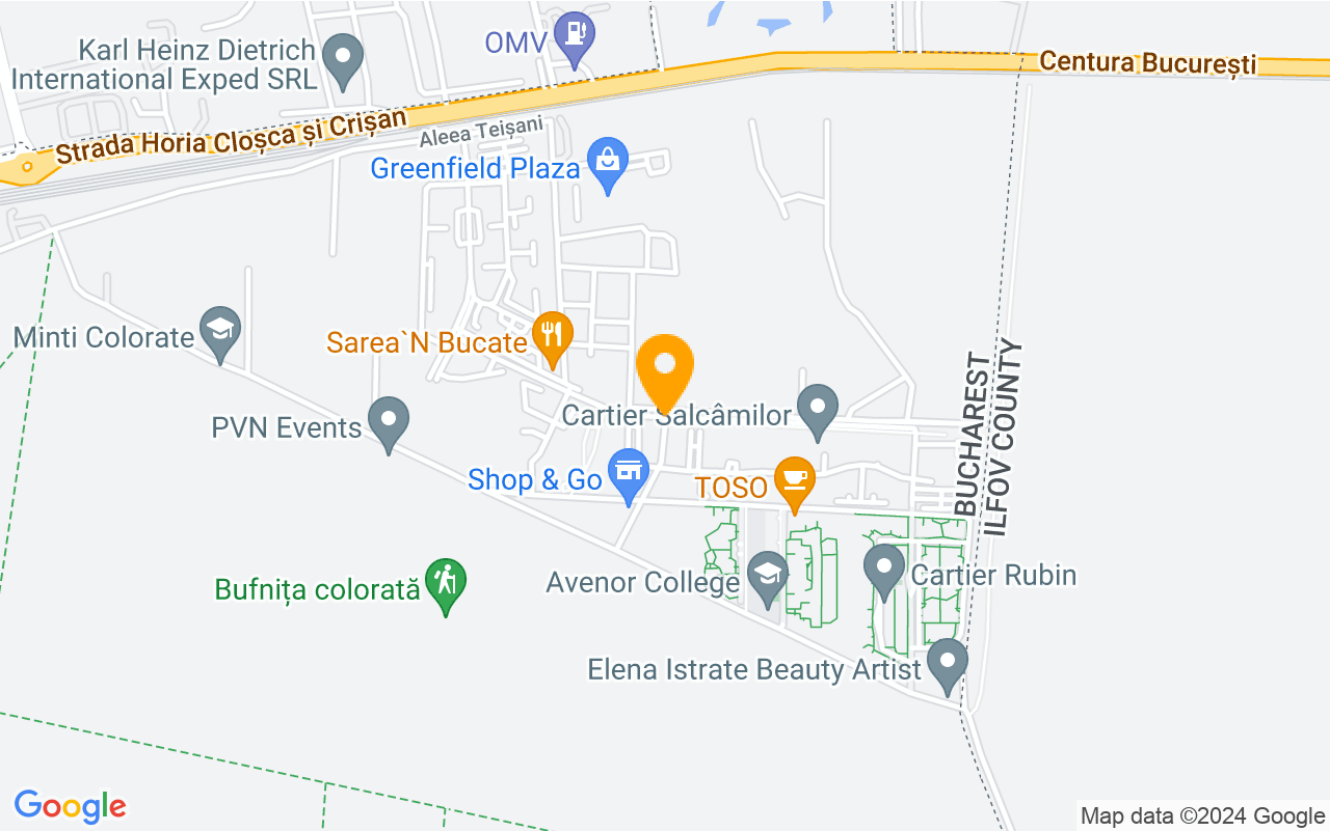 Karl Heinz Dietrich
International Exped SRL
OMV
Centura București
Strada Horia Cloșca și Crișan
Aleea Teișani
Greenfield Plaza
Minti Colorate
Sarea`N Bucate
PVN Events
Cartier Salcâmilor
BUCHAREST
ILFOV COUNTY
Shop & Go
TOSO
Bufnița colorată
Avenor College
Cartier Rubin
Elena Istrate Beauty Artist
Google
Map data ©2024 Google